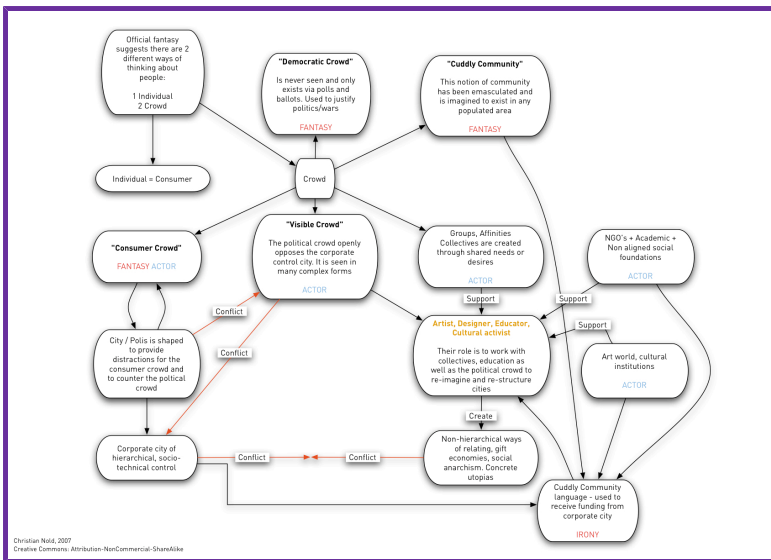 Official fantasy
suggests there are 2
different ways of
thinking about
people:
1 Individual
2 Crowd
"Democratic Crowd"
Is never seen and only
exists via polls and
ballots. Used to justify
politics/wars
FANTASY
"Cuddly Community"
This notion of community
has been emasculated and
is imagined to exist in any
populated area
FANTASY
Individual = Consumer
Crowd
"Consumer Crowd"
FANTASY ACTOR
"Visible Crowd"
The political crowd openly
opposes the corporate
control city. It is seen in
many complex forms
ACTOR
Groups, Affinities
Collectives are created
through shared needs or
desires
ACTOR
NGO's + Academic +
Non aligned social
foundations
ACTOR
Conflict
Support
Support
City / Polis is shaped
to provide
distractions for the
consumer crowd and
to counter the poltical
crowd
Conflict
Artist, Designer, Educator,
Cultural activist
Their role is to work with
collectives, education as
well as the political crowd to
re-imagine and re-structure
cities
Support
Art world, cultural
institutions
ACTOR
Create
Corporate city of
hierarchical, socio-
technical control
Conflict
Conflict
Non-hierarchical ways of
relating, gift
economies, social
anarchism. Concrete
utopias
Cuddly Community
language - used to
receive funding from
corporate city
IRONY
Christian Nold, 2007
Creative Commons: Attribution-NonCommercial-ShareAlike